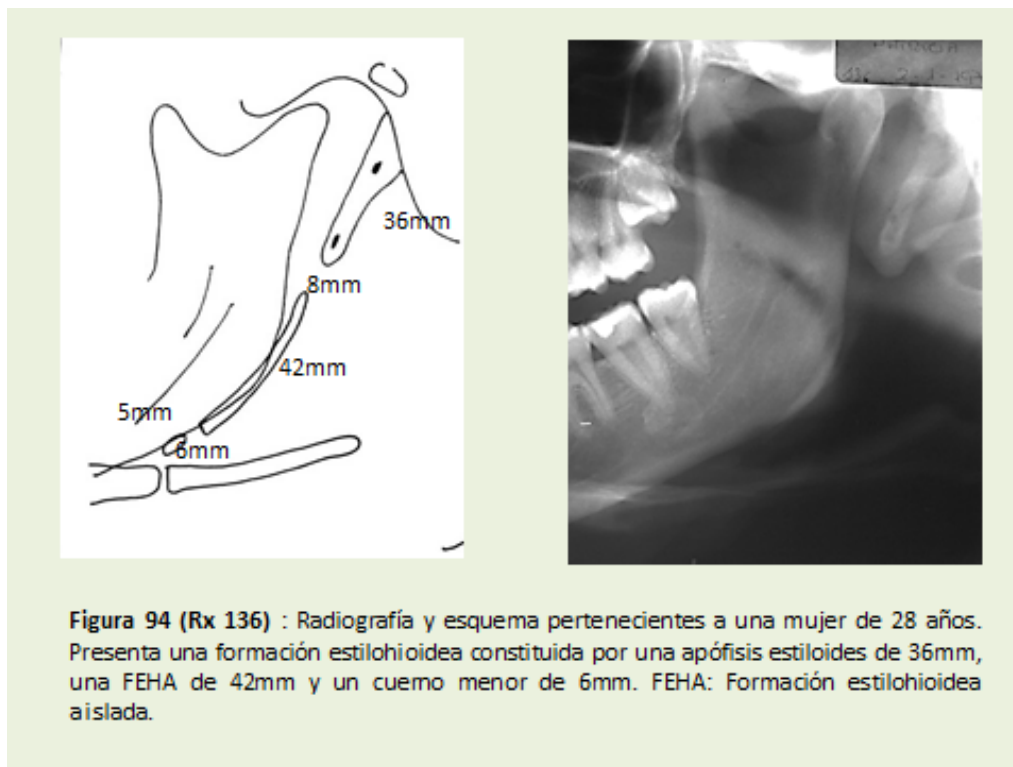 36mm
8mm
42mm
5mm
6mm
Figura 94 (Rx 136) : Radiografía y esquema pertenecientes a una mujer de 28 años.
Presenta una formación estilohioidea constituida por una apófisis estiloides de 36mm,
una FEHA de 42mm y un cuerno menor de 6mm. FEHA: Formación estilohioidea
aislada.